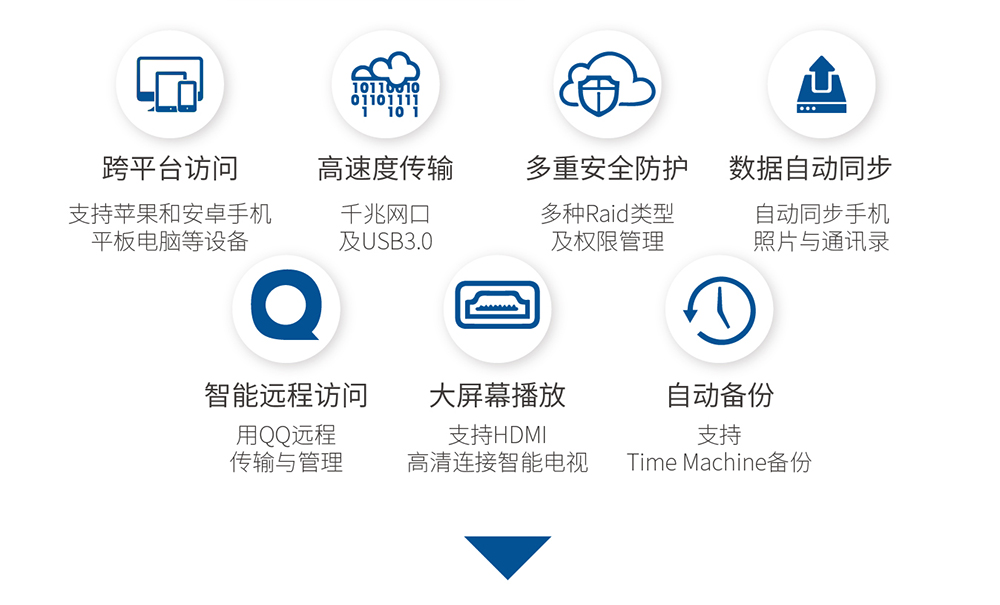 跨平台访问
支持苹果和安卓手机
平板电脑等设备
高速度传输
千兆网口
及USB3.0
多重安全防护
多种Raid类型
及权限管理
数据自动同步
自动同步手机
照片与通讯录
智能远程访问
用QQ远程
传输与管理
大屏幕播放
支持HDMI
高清连接智能电视
自动备份
支持
Time Machine备份